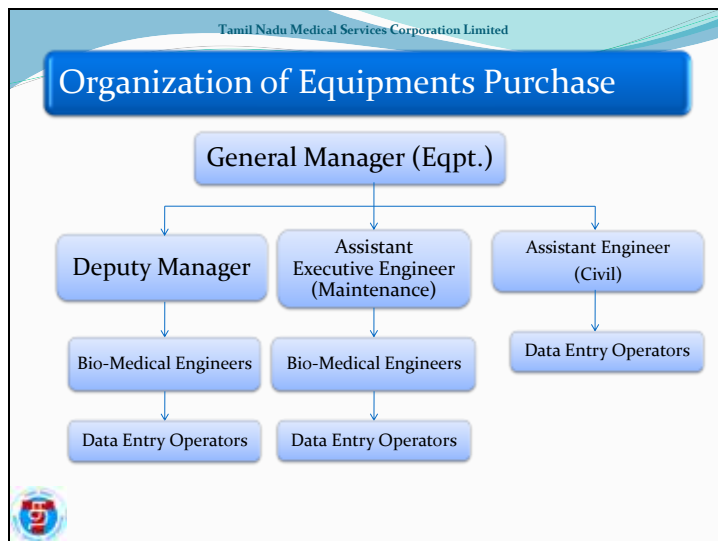 Tamil Nadu Medical Services Corporation Limited
Organization of Equipments Purchase
General Manager (Eqpt.)
Deputy Manager
Assistant
Executive Engineer
(Maintenance)
Assistant Engineer
(Civil)
Bio-Medical Engineers
Bio-Medical Engineers
Data Entry Operators
Data Entry Operators
Data Entry Operators